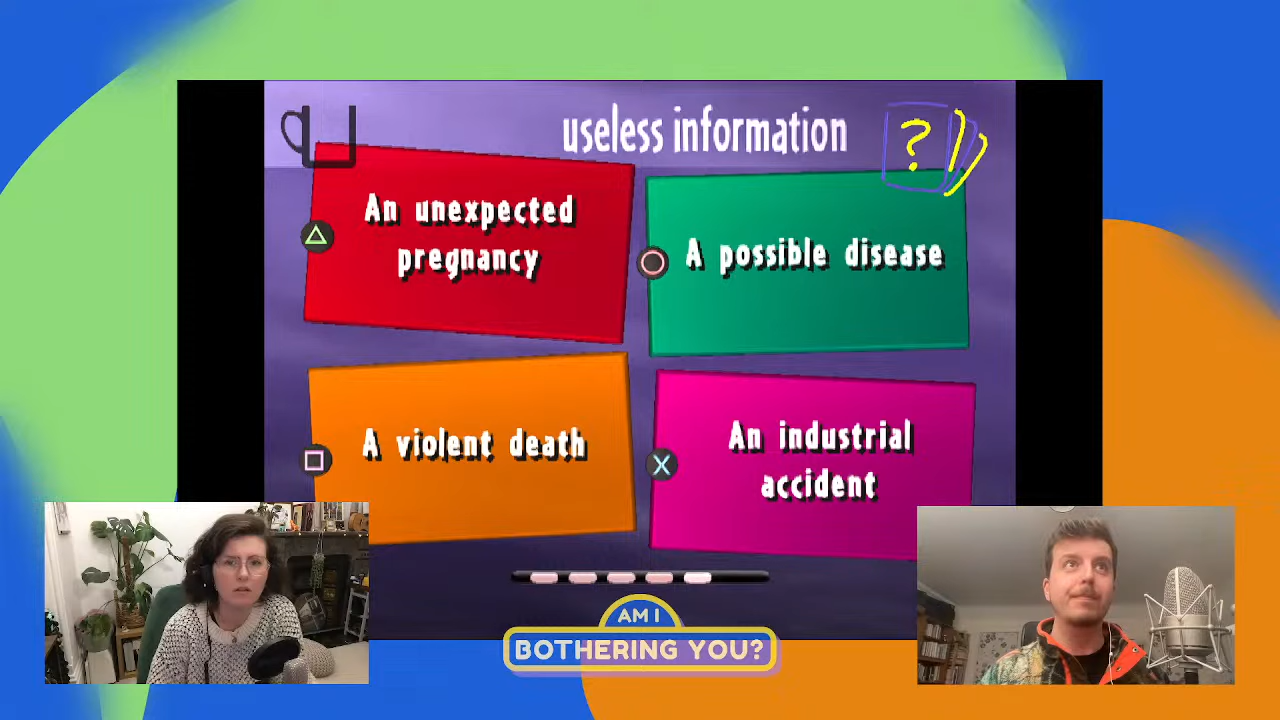 useless information
?
An unexpected
pregnancy
A possible disease
A violent death
An industrial
accident
X
AM I
BOTHERING YOU?